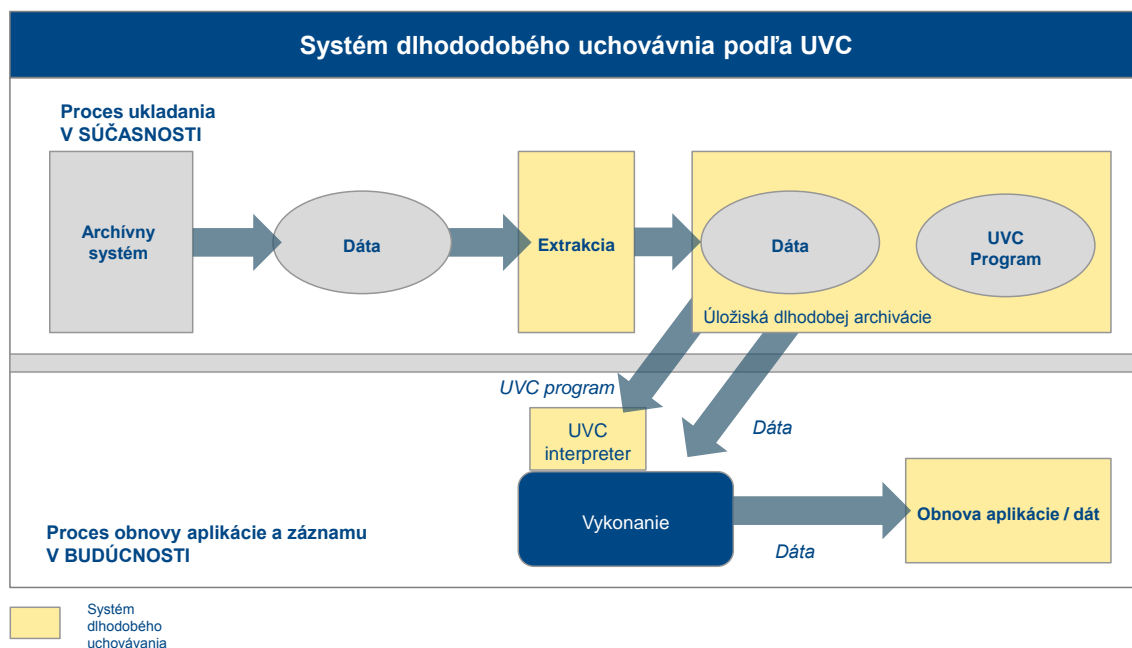 Systém dlhododobého uchovávnia podľa UVC
Proces ukladania
V SÚČASNOSTI
Archívny
systém
Dáta
Extrakcia
Dáta
UVC
Program
Úložiská dlhodobej archivácie
UVC program
UVC
interpreter
Dáta
Vykonanie
Dáta
Obnova aplikácie / dát
Proces obnovy aplikácie a záznamu
V BUDÚCNOSTI
Systém
dlhodobého
uchovávania